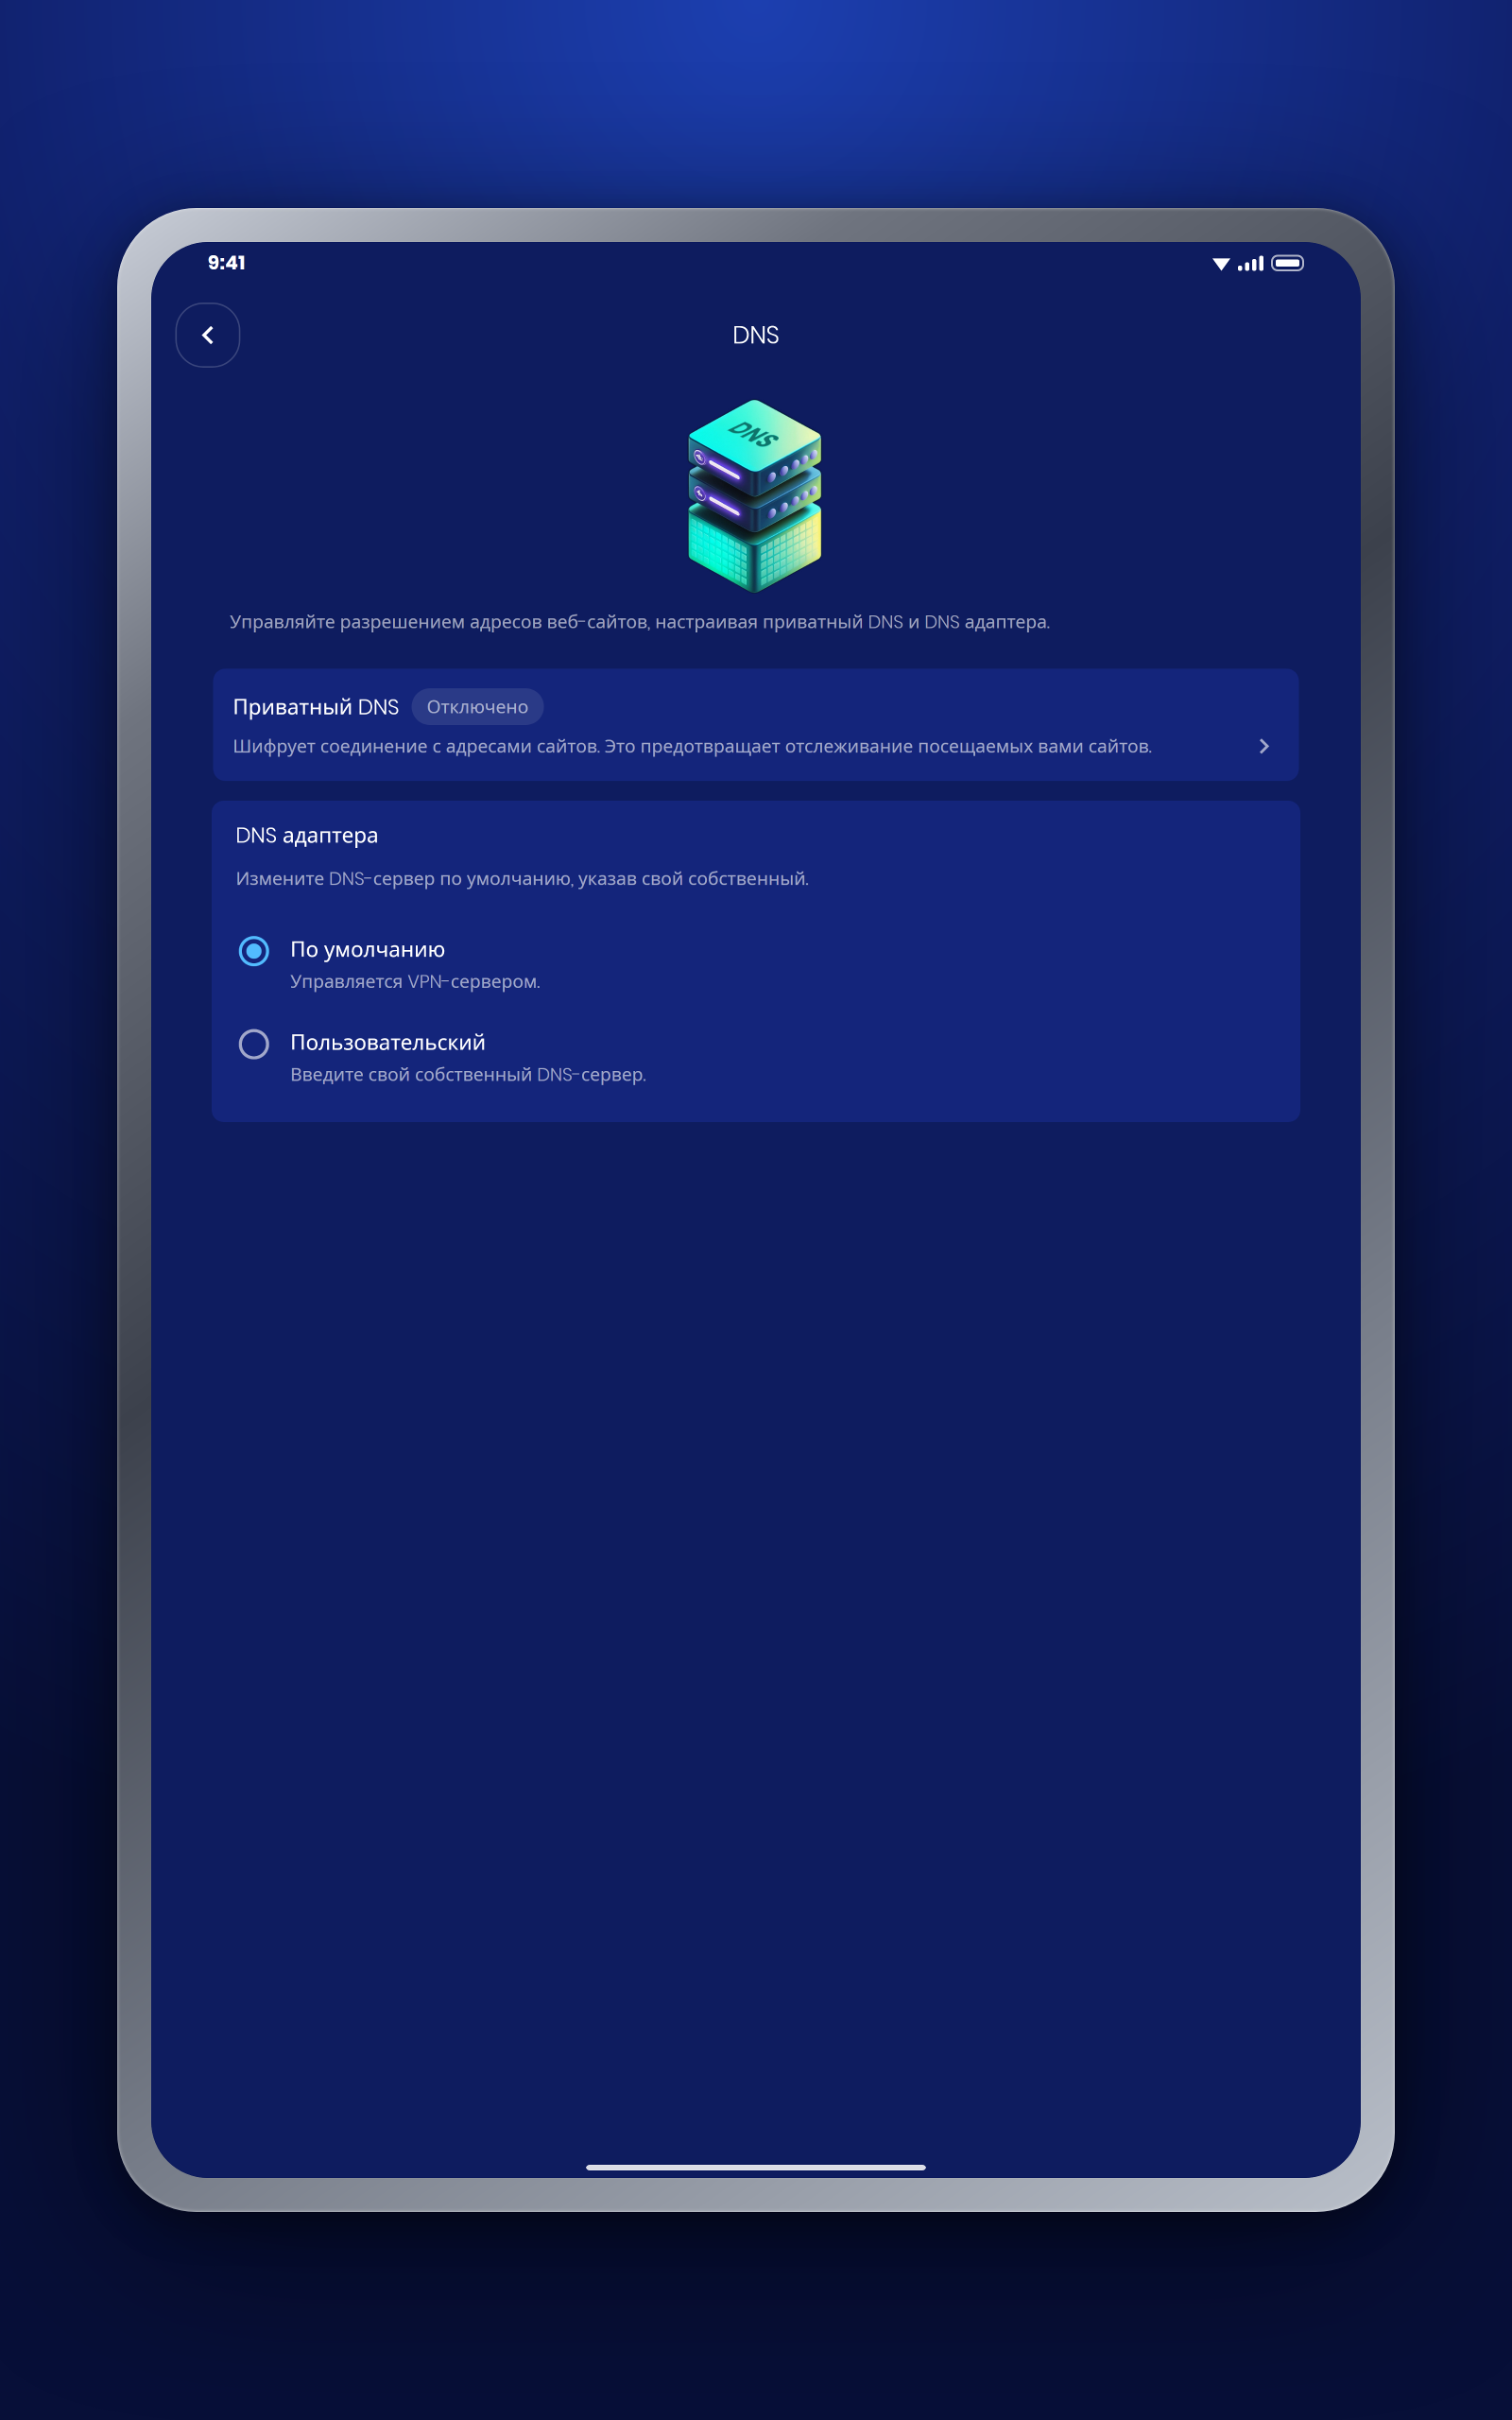 9:41
DNS
DNS
Управляйте разрешением адресов веб-сайтов, настраивая приватный DNS и DNS адаптера.
Приватный DNS Отключено
Шифрует соединение с адресами сайтов. Это предотвращает отслеживание посещаемых вами сайтов.
DNS адаптера
Измените DNS-сервер по умолчанию, указав свой собственный.
По умолчанию
Управляется VPN-сервером.
Пользовательский
Введите свой собственный DNS-сервер.